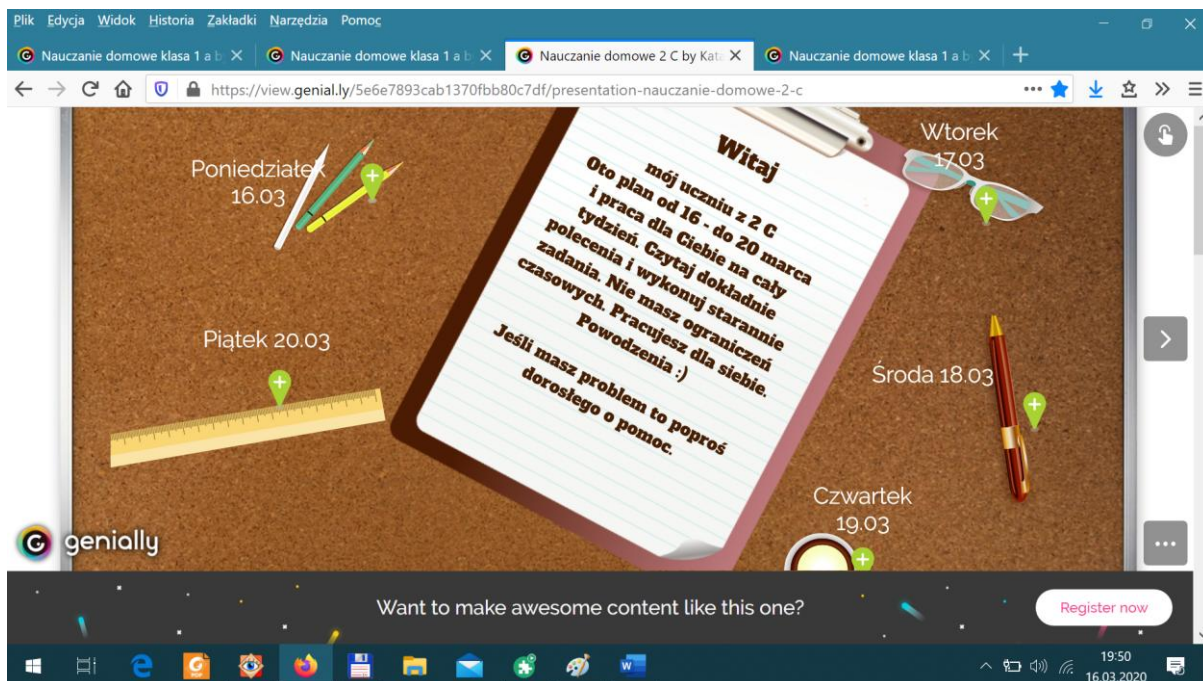 Plik Edycja Widok Historia Zakładki Narzędzia Pomoc
Nauczanie domowe klasa 1 a b
Nauczanie domowe klasa 1 a b
Nauczanie domowe 2 C by Kata
Nauczanie domowe klasa 1 a b
https://view.genial.ly/5e6e7893cab1370fbb80c7df/presentation-nauczanie-domowe-2-c
Poniedziałek
16.03
Witaj
mój uczniu z 2 C
Oto plan od 16 - do 20 marca
i praca dla Ciebie na cały
tydzień. Czytaj dokładnie
polecenia i wykonuj starannie
zadania. Nie masz ograniczeń
czasowych. Pracujesz dla siebie.
Powodzenia :)
Jeśli masz problem to poproś
dorosłego o pomoc.
Wtorek
17.03
Piątek 20.03
Środa 18.03
Czwartek
19.03
genially
Want to make awesome content like this one?
Register now
19:50
16.03.2020